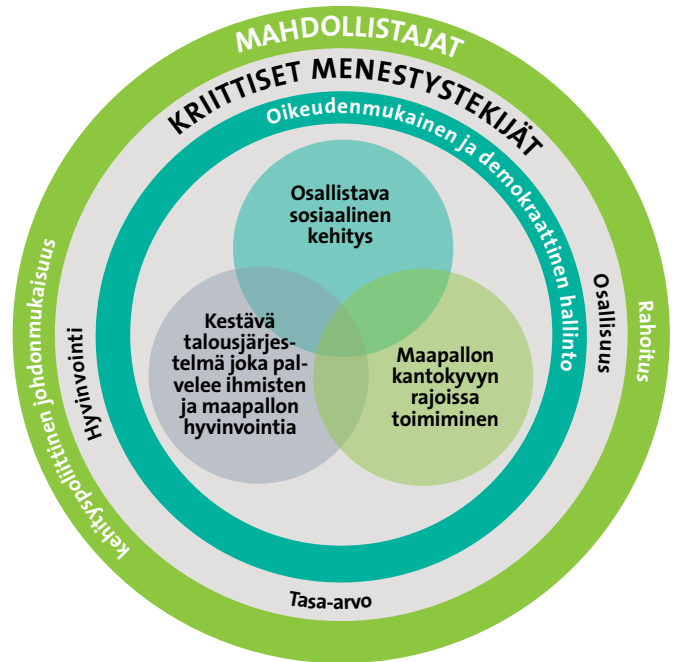 MAHDOLLISTAJAT
KRIITTISET MENESTYSTEKIJÄT
Oikeudenmukainen ja demokraattinen hallinto
Osallistava
sosiaalinen
kehitys
Kestävä
talousjärjes-
telmä joka pal-
velee ihmisten
ja maapallon
hyvinvointia
Maapallon
kantokyvyn
rajoissa
toimiminen
kehityspoliittinen johdonmukaisuus
Hyvinvointi
Osallisuus
Rahoitus
Tasa-arvo